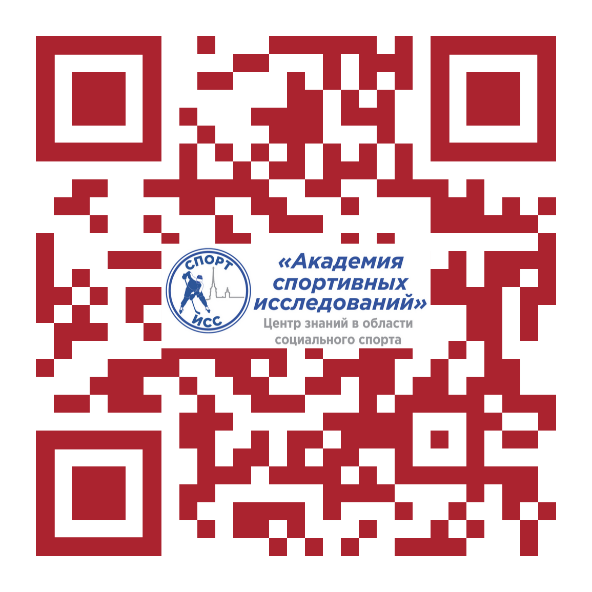 СПОРТ
ИСС
«Академия
спортивных
исследований»
Центр знаний в области
социального спорта